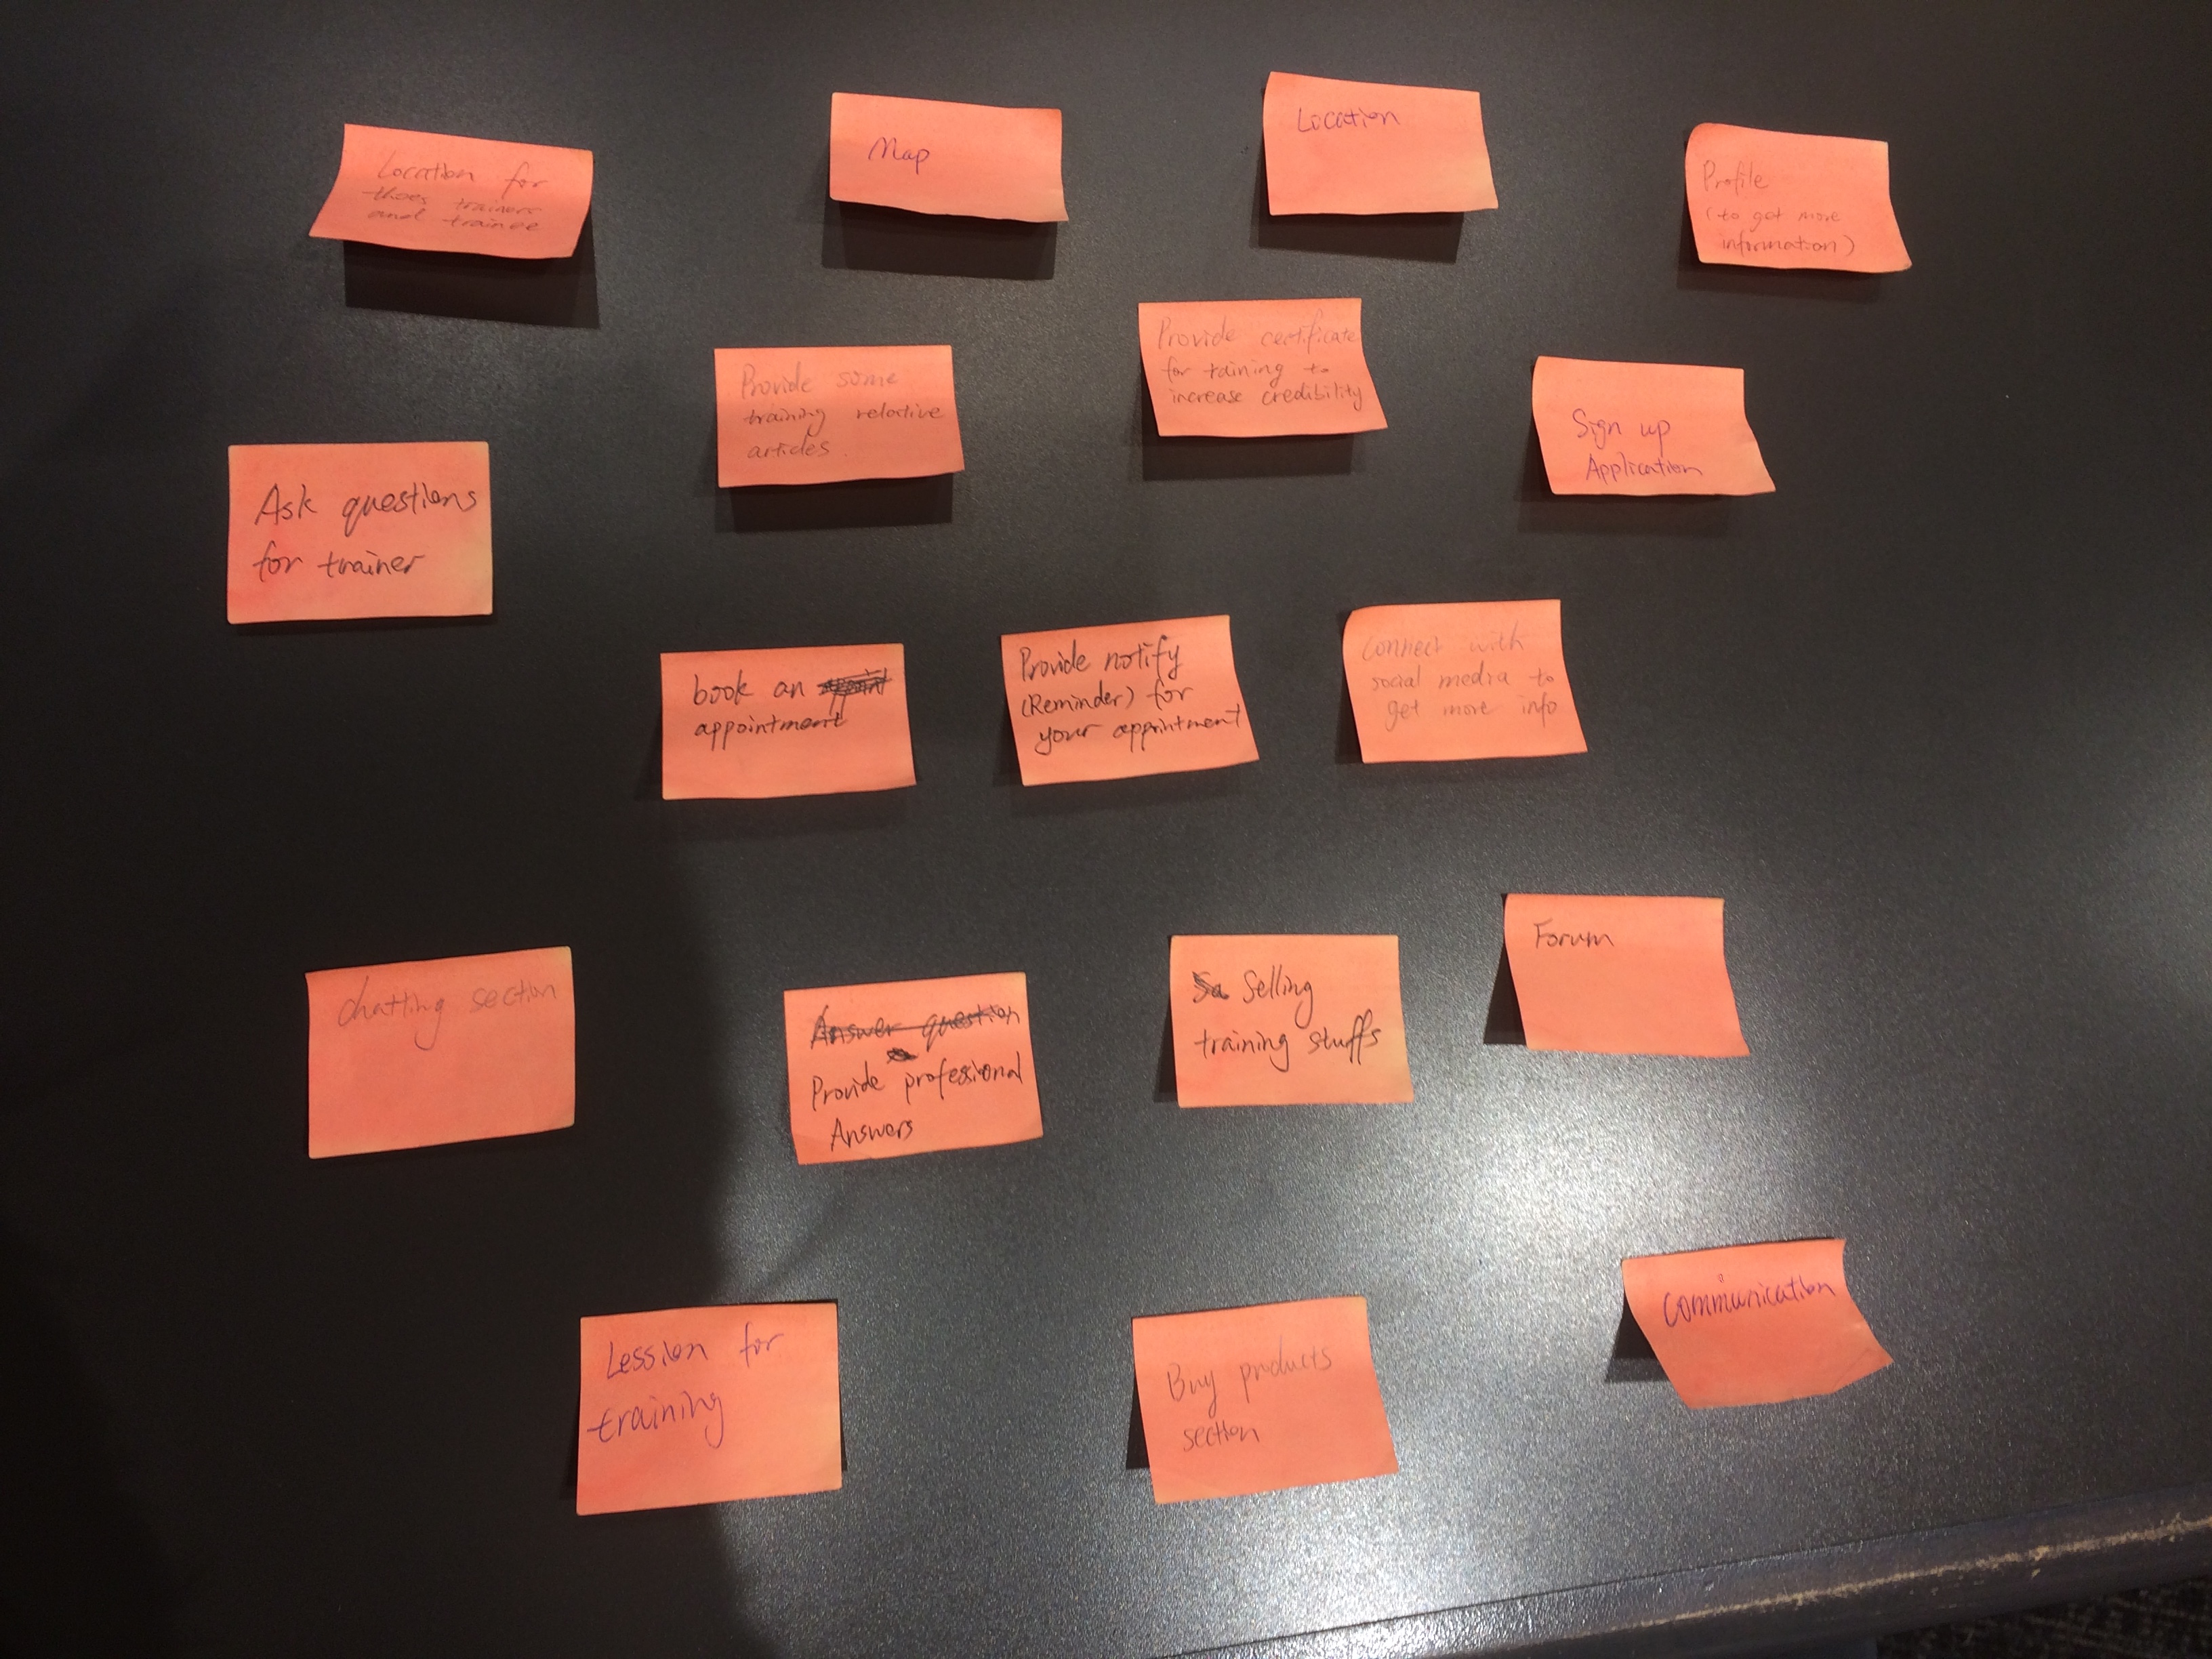 Location for
thoes trainers
and trainee
Map
Location
Profile
(to get more
information)
Provide some
training relative
articles.
Provide certificate
for taining to
increase credibility
Sign up
Application
Ask questions
for trainer
book an
appointment
Provide notify
(Reminder) for
your appointment
Connect with
social media to
get more info
chatting section
Answer question
Provide professional
Answers
Selling
training stuffs
Forum
Lession for
training
Buy products
section
Communication